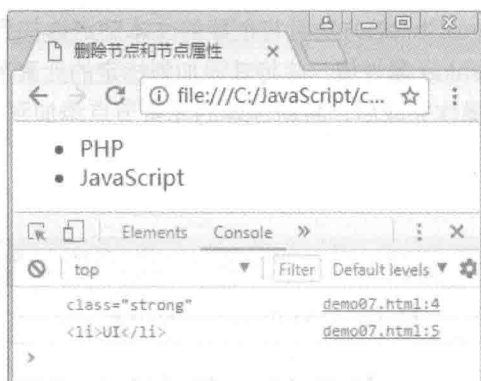 删除节点和节点属性
file:///C:/JavaScript/c...
PHP
JavaScript
Elements Console »
top Filter Default levels
class="strong" demo07.html:4
<li>UI</li> demo07.html:5
>